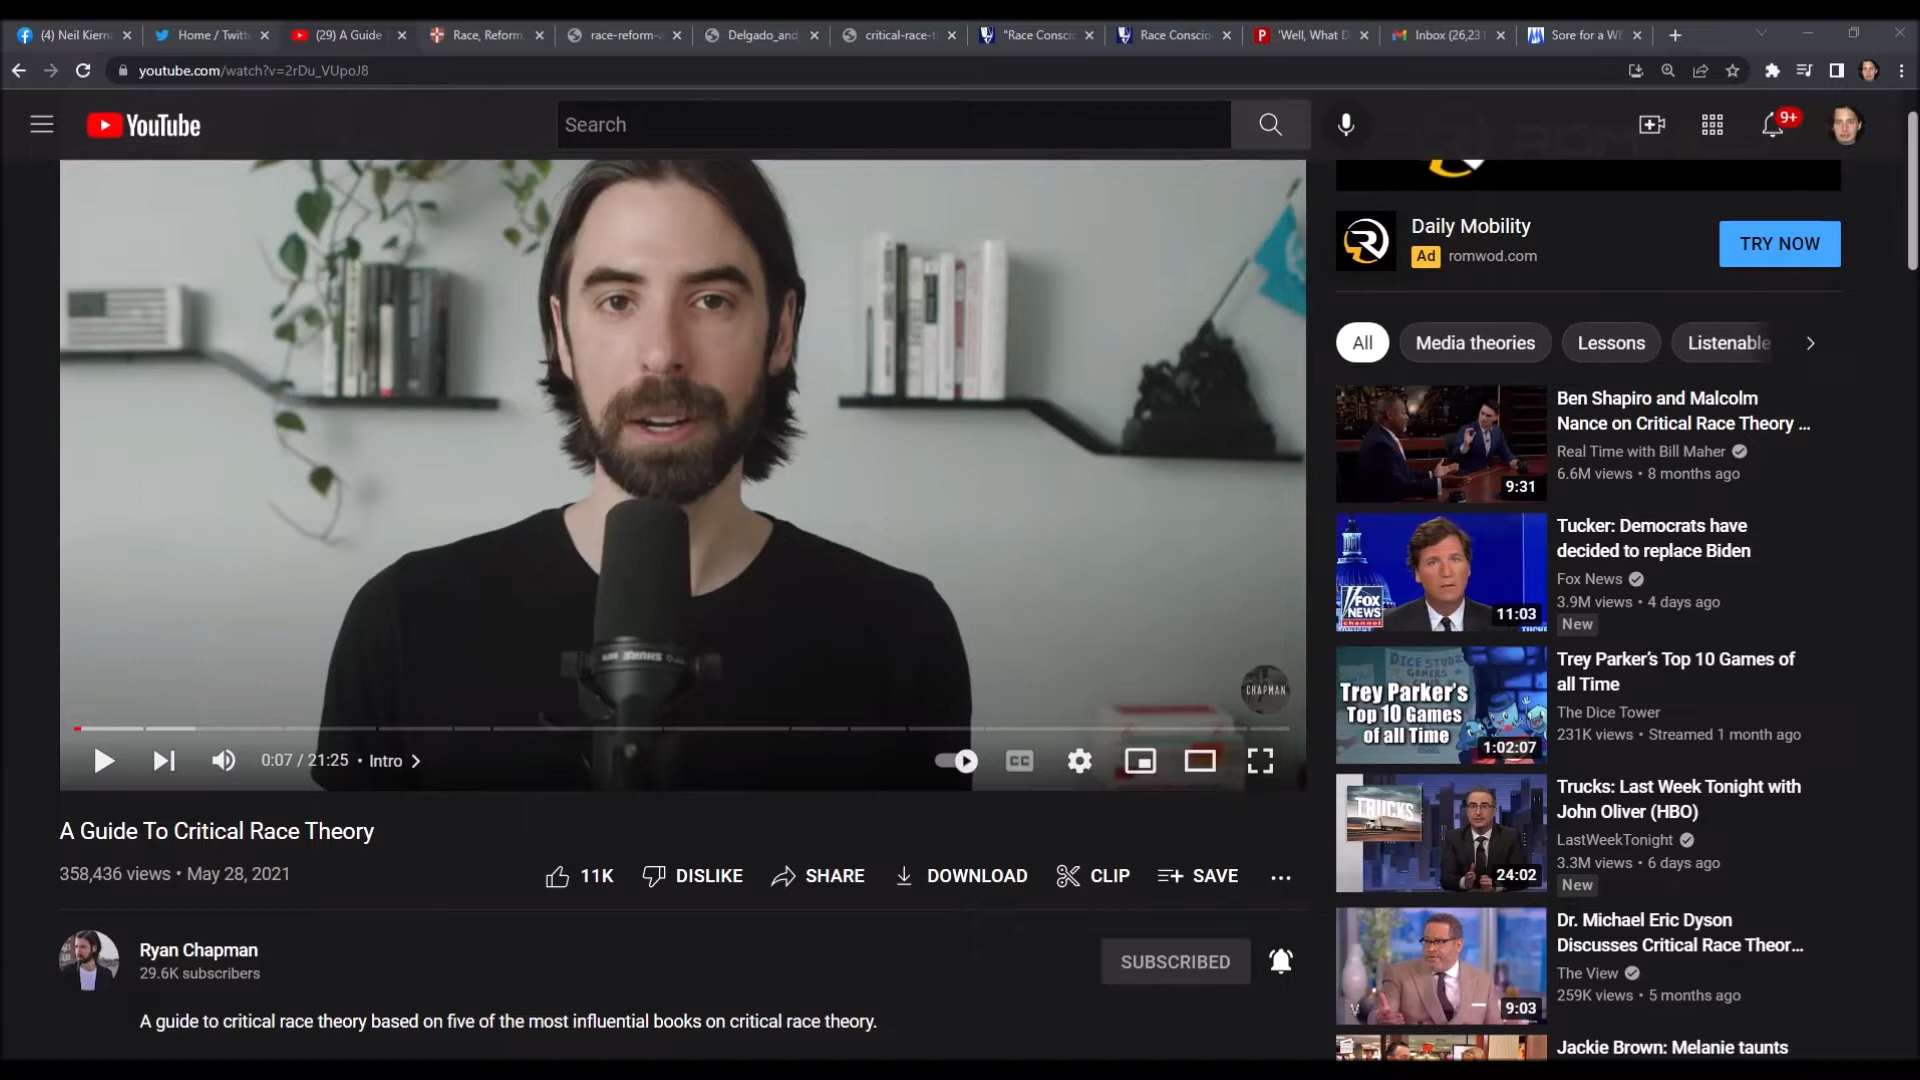 (4) Neil Kiern
Home / Twitt
(29) A Guide
Race, Reform
race-reform-a
Delgado_and
critical-race-t
"Race Consci
Race Conscio
'Well, What D
Inbox (26,231
Sore for a W
youtube.com/watch?v=2rDu_VUpoJ8
YouTube
Search
9+
Daily Mobility
Ad romwod.com
TRY NOW
All
Media theories
Lessons
Listenable
Ben Shapiro and Malcolm
Nance on Critical Race Theory ...
Real Time with Bill Maher
6.6M views • 8 months ago
9:31
Tucker: Democrats have
decided to replace Biden
Fox News
3.9M views • 4 days ago
New
FOX
NEWS
channel
11:03
Trey Parker's Top 10 Games of
all Time
The Dice Tower
231K views • Streamed 1 month ago
Trey Parker's
Top 10 Games
of all Time
1:02:07
Trucks: Last Week Tonight with
John Oliver (HBO)
LastWeekTonight
3.3M views • 6 days ago
New
TRUCKS
24:02
Dr. Michael Eric Dyson
Discusses Critical Race Theor...
The View
259K views • 5 months ago
9:03
Jackie Brown: Melanie taunts
SHURE
CHAPMAN
0:07 / 21:25 • Intro
CC
A Guide To Critical Race Theory
358,436 views • May 28, 2021
11K
DISLIKE
SHARE
DOWNLOAD
CLIP
SAVE
Ryan Chapman
29.6K subscribers
SUBSCRIBED
A guide to critical race theory based on five of the most influential books on critical race theory.